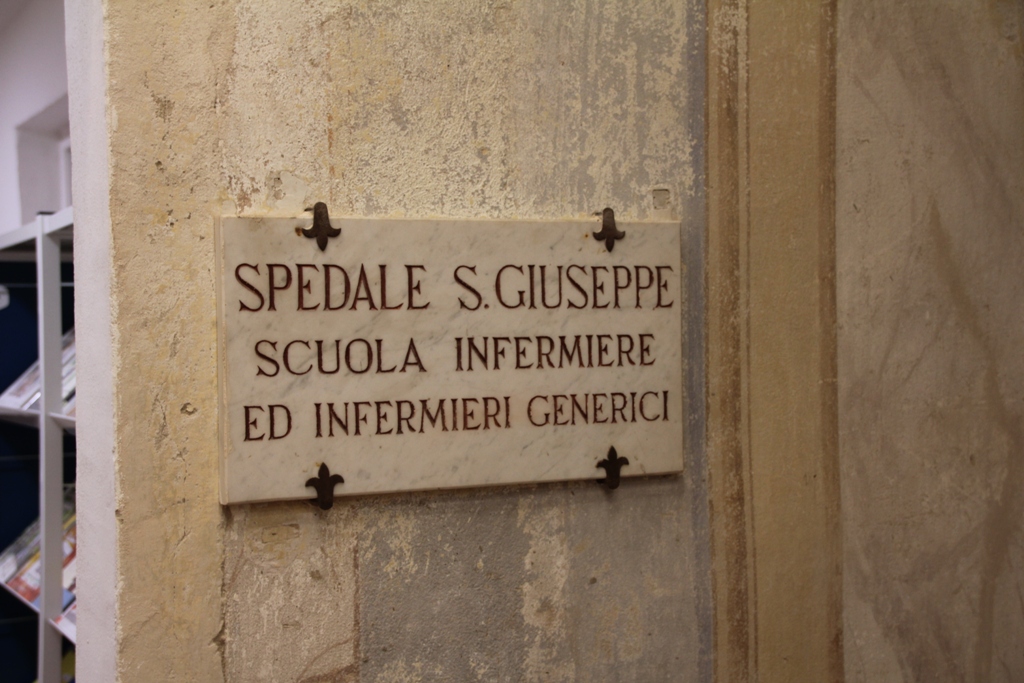 SPEDALE S. GIUSEPPE
SCUOLA INFERMIERE
ED INFERMIERI GENERICI